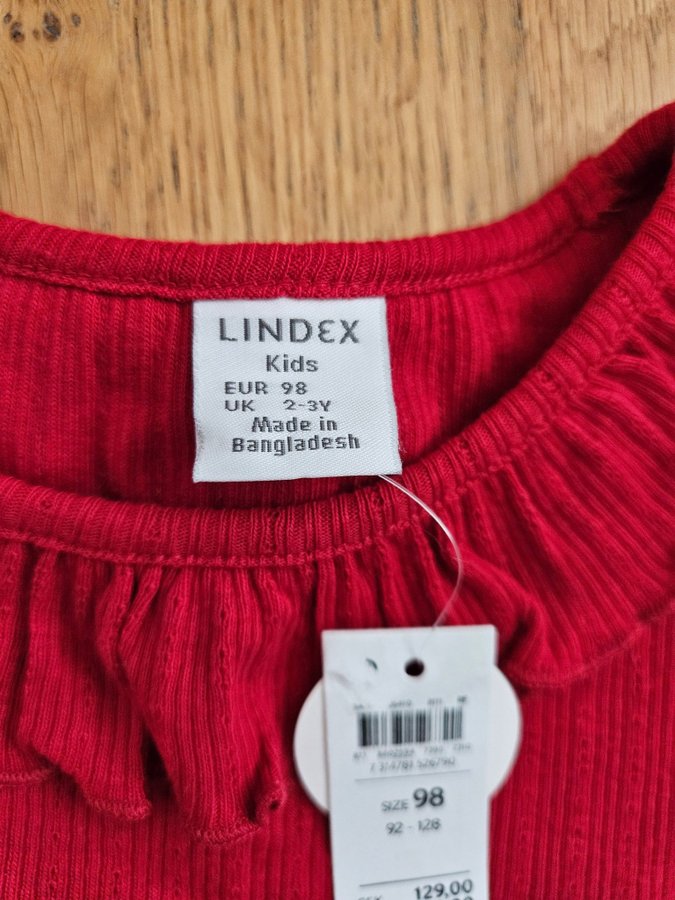 LINDEX
Kids
EUR 98
UK 2-3Y
Made in
Bangladesh
SIZE 98
92 - 128
129,00